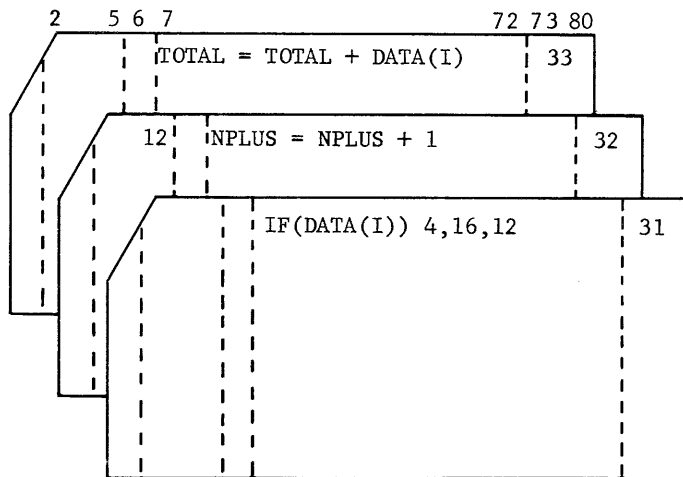 2 5 6 7 72 73 80
TOTAL = TOTAL + DATA(I) 33
12 NPLUS = NPLUS + 1 32
IF(DATA(I)) 4,16,12 31